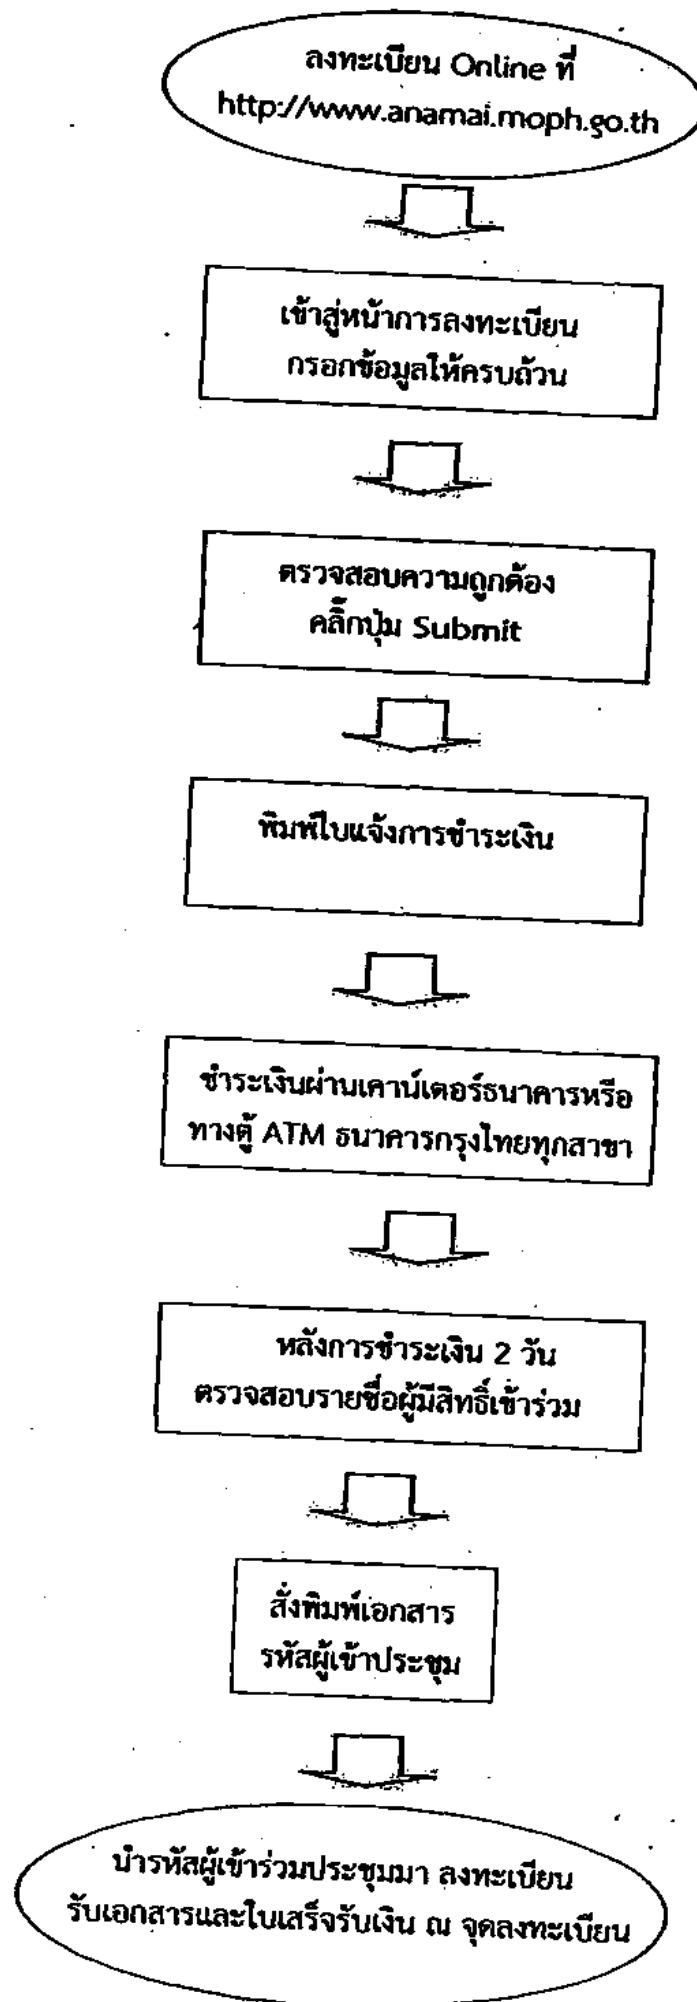 ลงทะเบียน Online ที่
http://www.anamai.moph.go.th
เข้าสู่หน้าการลงทะเบียน
กรอกข้อมูลให้ครบถ้วน
ตรวจสอบความถูกต้อง
คลิ๊กปุ่ม Submit
พิมพ์ใบแจ้งการชำระเงิน
ชำระเงินผ่านเคาน์เตอร์ธนาคารหรือ
ทางตู้ ATM ธนาคารกรุงไทยทุกสาขา
หลังการชำระเงิน 2 วัน
ตรวจสอบรายชื่อผู้มีสิทธิ์เข้าร่วม
สั่งพิมพ์เอกสาร
รหัสผู้เข้าประชุม
นำรหัสผู้เข้าร่วมประชุมมา ลงทะเบียน
รับเอกสารและใบเสร็จรับเงิน ณ จุดลงทะเบียน